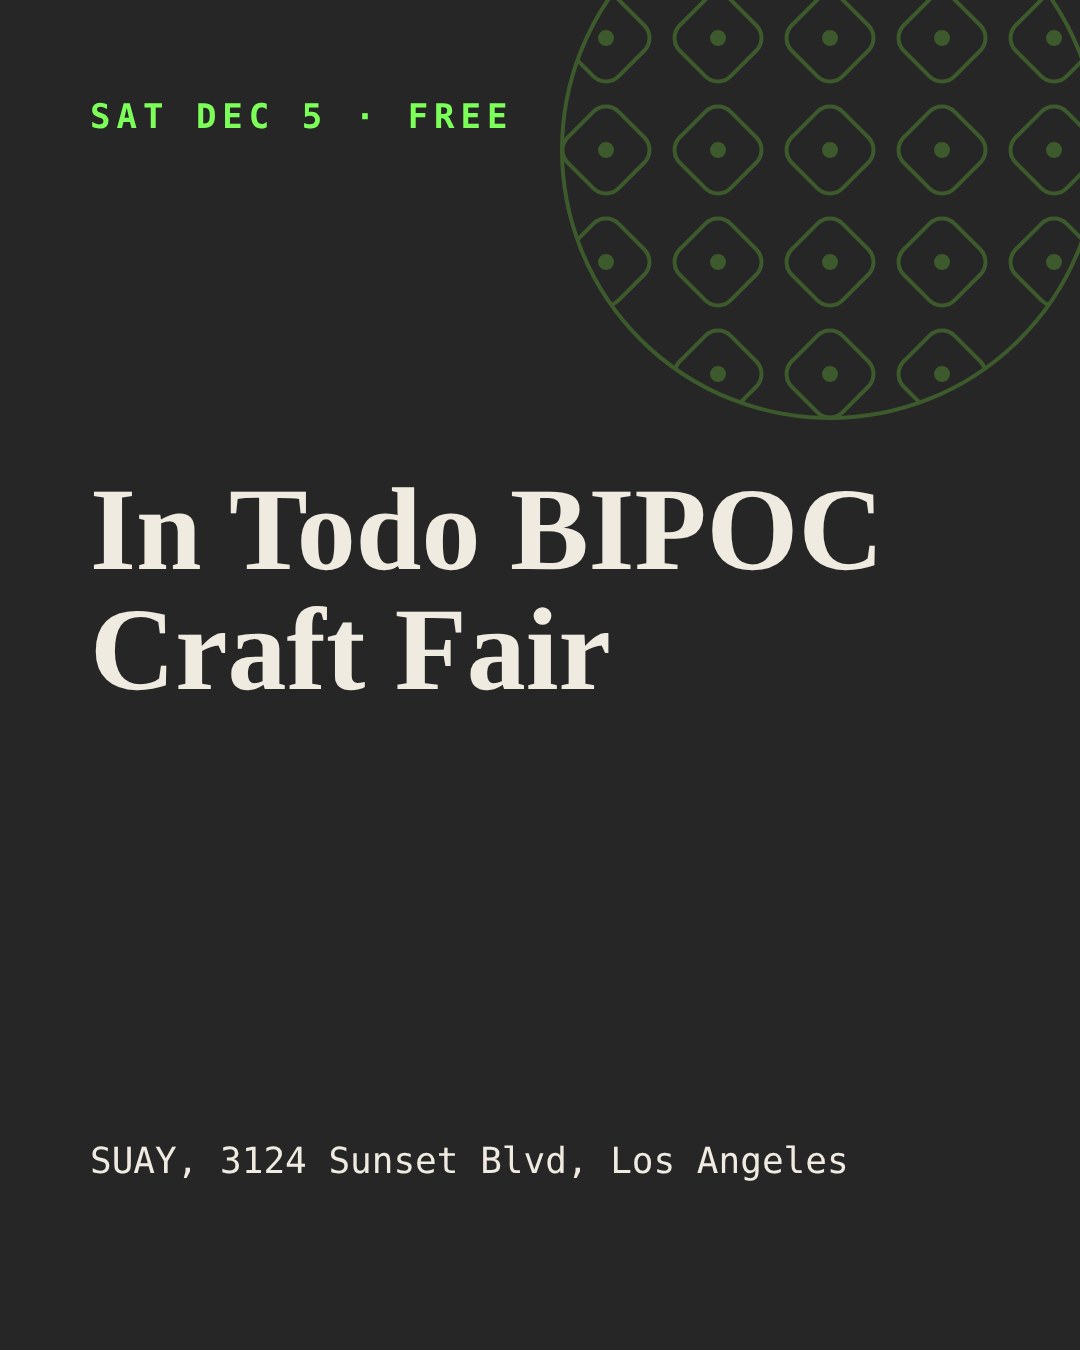 SAT DEC 5 · FREE
In Todo BIPOC
Craft Fair
SUAY, 3124 Sunset Blvd, Los Angeles